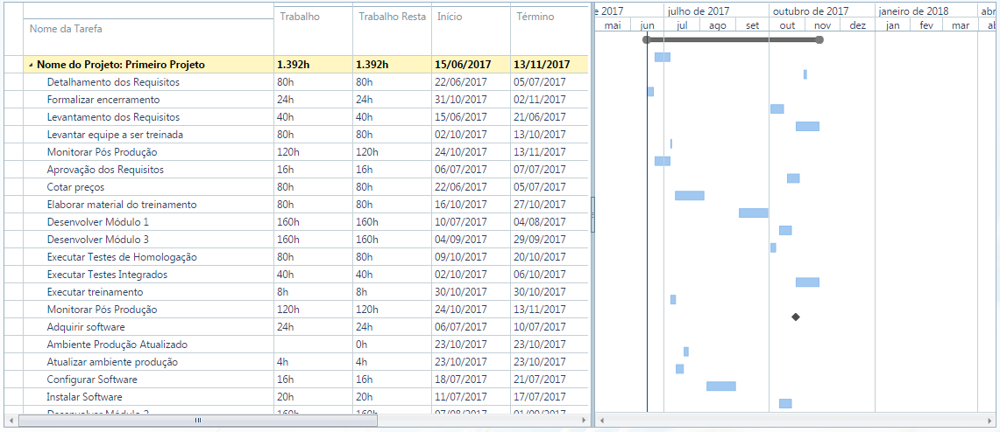 Nome da Tarefa Trabalho Trabalho Resta Início Término
Nome do Projeto: Primeiro Projeto 1.392h 1.392h 15/06/2017 13/11/2017
Detalhamento dos Requisitos 80h 80h 22/06/2017 05/07/2017
Formalizar encerramento 24h 24h 31/10/2017 02/11/2017
Levantamento dos Requisitos 40h 40h 15/06/2017 21/06/2017
Levantar equipe a ser treinada 80h 80h 02/10/2017 13/10/2017
Monitorar Pós Produção 120h 120h 24/10/2017 13/11/2017
Aprovação dos Requisitos 16h 16h 06/07/2017 07/07/2017
Cotar preços 80h 80h 22/06/2017 05/07/2017
Elaborar material do treinamento 80h 80h 16/10/2017 27/10/2017
Desenvolver Módulo 1 160h 160h 10/07/2017 04/08/2017
Desenvolver Módulo 3 160h 160h 04/09/2017 29/09/2017
Executar Testes de Homologação 80h 80h 09/10/2017 20/10/2017
Executar Testes Integrados 40h 40h 02/10/2017 06/10/2017
Executar treinamento 8h 8h 30/10/2017 30/10/2017
Monitorar Pós Produção 120h 120h 24/10/2017 13/11/2017
Adquirir software 24h 24h 06/07/2017 10/07/2017
Ambiente Produção Atualizado 0h 23/10/2017 23/10/2017
Atualizar ambiente produção 4h 4h 23/10/2017 23/10/2017
Configurar Software 16h 16h 18/07/2017 21/07/2017
Instalar Software 20h 20h 11/07/2017 17/07/2017
Desenvolver Módulo 2 160h 160h 07/08/2017 01/09/2017
e 2017 julho de 2017 outubro de 2017 janeiro de 2018 abr
mai jun jul ago set out nov dez jan fev mar ab